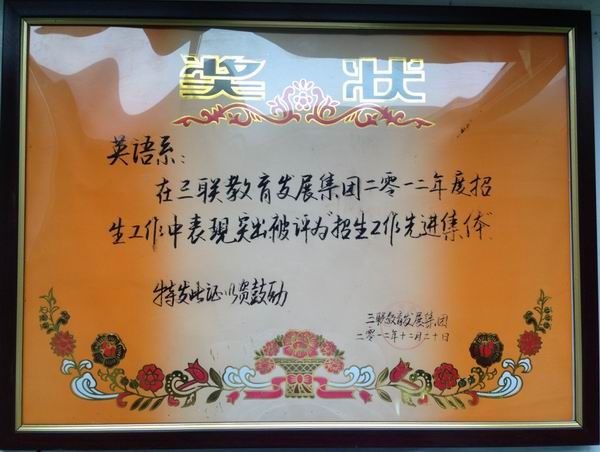 奖状
英语系：
在三联教育发展集团二零一二年度招
生工作中表现突出被评为招生工作先进集体
特发此证以资鼓励
三联教育发展集团
二零一二年十二月二十日